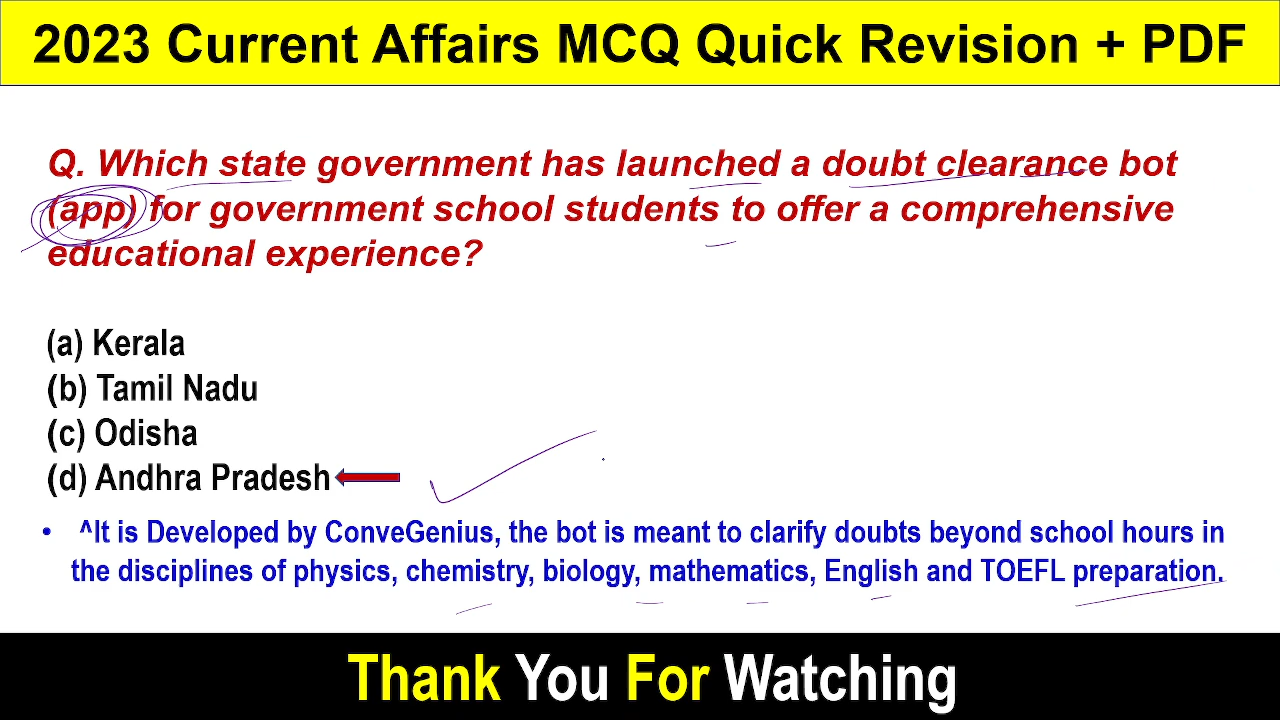 2023 Current Affairs MCQ Quick Revision + PDF
Q. Which state government has launched a doubt clearance bot
(app) for government school students to offer a comprehensive
educational experience?
(a) Kerala
(b) Tamil Nadu
(c) Odisha
(d) Andhra Pradesh
• ^It is Developed by ConveGenius, the bot is meant to clarify doubts beyond school hours in
the disciplines of physics, chemistry, biology, mathematics, English and TOEFL preparation.
Thank You For Watching